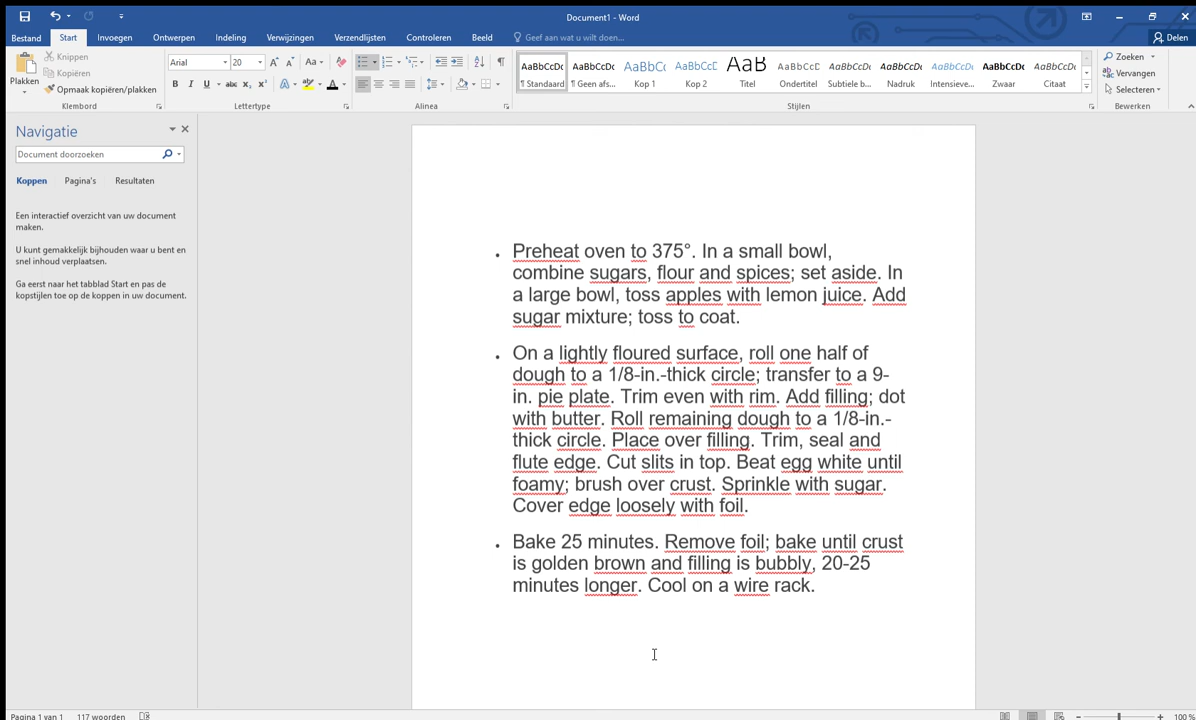 Document1 - Word
Bestand Start Invoegen Ontwerpen Indeling Verwijzingen Verzendlijsten Controleren Beeld Geef aan wat u wilt doen... Delen
Plakken
Knippen
Kopiëren
Opmaak kopiëren/plakken
Klembord
Arial 20
Aa
B I U abc x₂ x²
Lettertype
Alinea
AaBbCcDc AaBbCcDc AaBbCc AaBbCcE AaB AaBbCcC AaBbCcDt AaBbCcDt AaBbCcDt AaBbCcDc AaBbCcDt
¶ Standaard ¶ Geen afs... Kop 1 Kop 2 Titel Ondertitel Subtiele b... Nadruk Intensieve... Zwaar Citaat
Stijlen
Zoeken
Vervangen
Selecteren
Bewerken
Navigatie
Document doorzoeken
Koppen Pagina's Resultaten
Een interactief overzicht van uw document
maken.
U kunt gemakkelijk bijhouden waar u bent en
snel inhoud verplaatsen.
Ga eerst naar het tabblad Start en pas de
kopstijlen toe op de koppen in uw document.
• Preheat oven to 375°. In a small bowl,
combine sugars, flour and spices; set aside. In
a large bowl, toss apples with lemon juice. Add
sugar mixture; toss to coat.
• On a lightly floured surface, roll one half of
dough to a 1/8-in.-thick circle; transfer to a 9-
in. pie plate. Trim even with rim. Add filling; dot
with butter. Roll remaining dough to a 1/8-in.-
thick circle. Place over filling. Trim, seal and
flute edge. Cut slits in top. Beat egg white until
foamy; brush over crust. Sprinkle with sugar.
Cover edge loosely with foil.
• Bake 25 minutes. Remove foil; bake until crust
is golden brown and filling is bubbly, 20-25
minutes longer. Cool on a wire rack.
Pagina 1 van 1 117 woorden 100 %